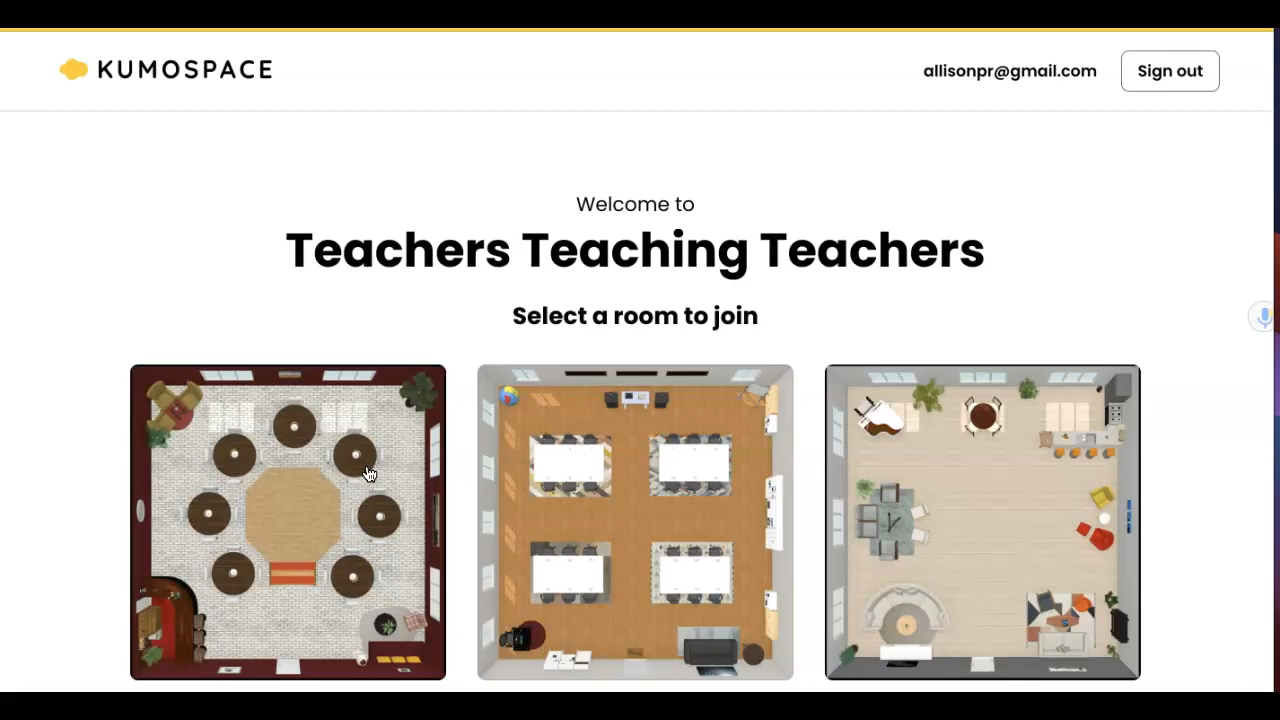 KUMOSPACE
allisonpr@gmail.com
Sign out
Welcome to
Teachers Teaching Teachers
Select a room to join